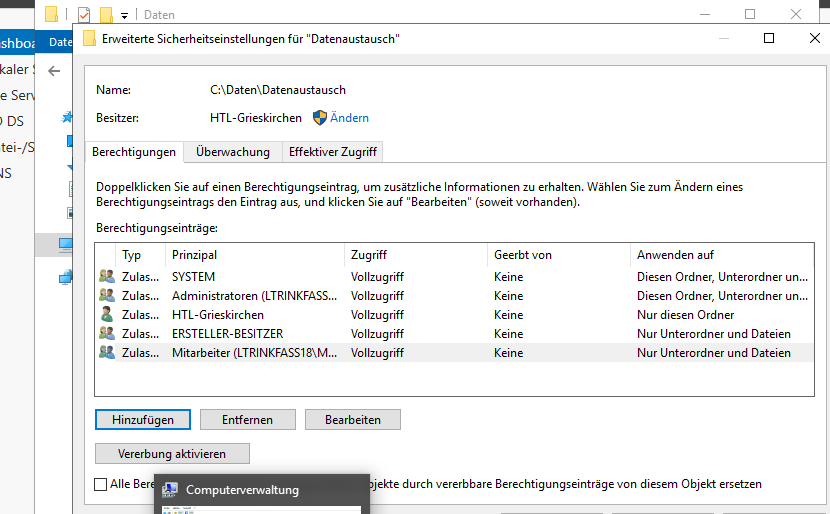 Daten
shboa
Date
Erweiterte Sicherheitseinstellungen für "Datenaustausch"
kaler S
e Serv
O DS
tei-/S
NS
Name: C:\Daten\Datenaustausch
Besitzer: HTL-Grieskirchen Ändern
Berechtigungen Überwachung Effektiver Zugriff
Doppelklicken Sie auf einen Berechtigungseintrag, um zusätzliche Informationen zu erhalten. Wählen Sie zum Ändern eines
Berechtigungseintrags den Eintrag aus, und klicken Sie auf "Bearbeiten" (soweit vorhanden).
Berechtigungseinträge:
Typ Prinzipal Zugriff Geerbt von Anwenden auf
Zulas... SYSTEM Vollzugriff Keine Diesen Ordner, Unterordner un...
Zulas... Administratoren (LTRINKFASS... Vollzugriff Keine Diesen Ordner, Unterordner un...
Zulas... HTL-Grieskirchen Vollzugriff Keine Nur diesen Ordner
Zulas... ERSTELLER-BESITZER Vollzugriff Keine Nur Unterordner und Dateien
Zulas... Mitarbeiter (LTRINKFASS18\M... Vollzugriff Keine Nur Unterordner und Dateien
Hinzufügen Entfernen Bearbeiten
Vererbung aktivieren
Alle Bere objekte durch vererbbare Berechtigungseinträge von diesem Objekt ersetzen
Computerverwaltung